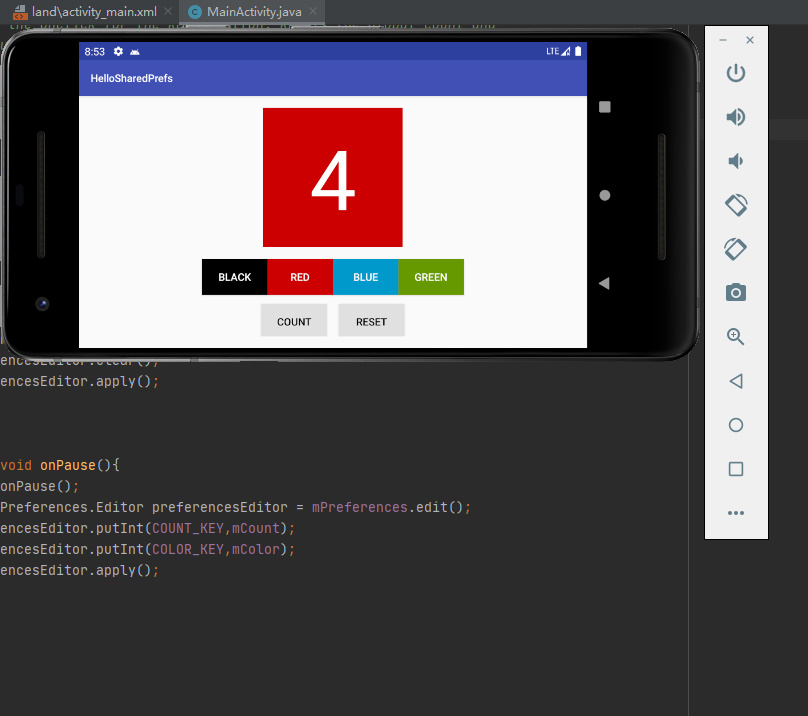 land\activity_main.xml
MainActivity.java
8:53
LTE
HelloSharedPrefs
4
BLACK
RED
BLUE
GREEN
COUNT
RESET
encesEditor.clear();
encesEditor.apply();
void onPause(){
onPause();
Preferences.Editor preferencesEditor = mPreferences.edit();
encesEditor.putInt(COUNT_KEY,mCount);
encesEditor.putInt(COLOR_KEY,mColor);
encesEditor.apply();